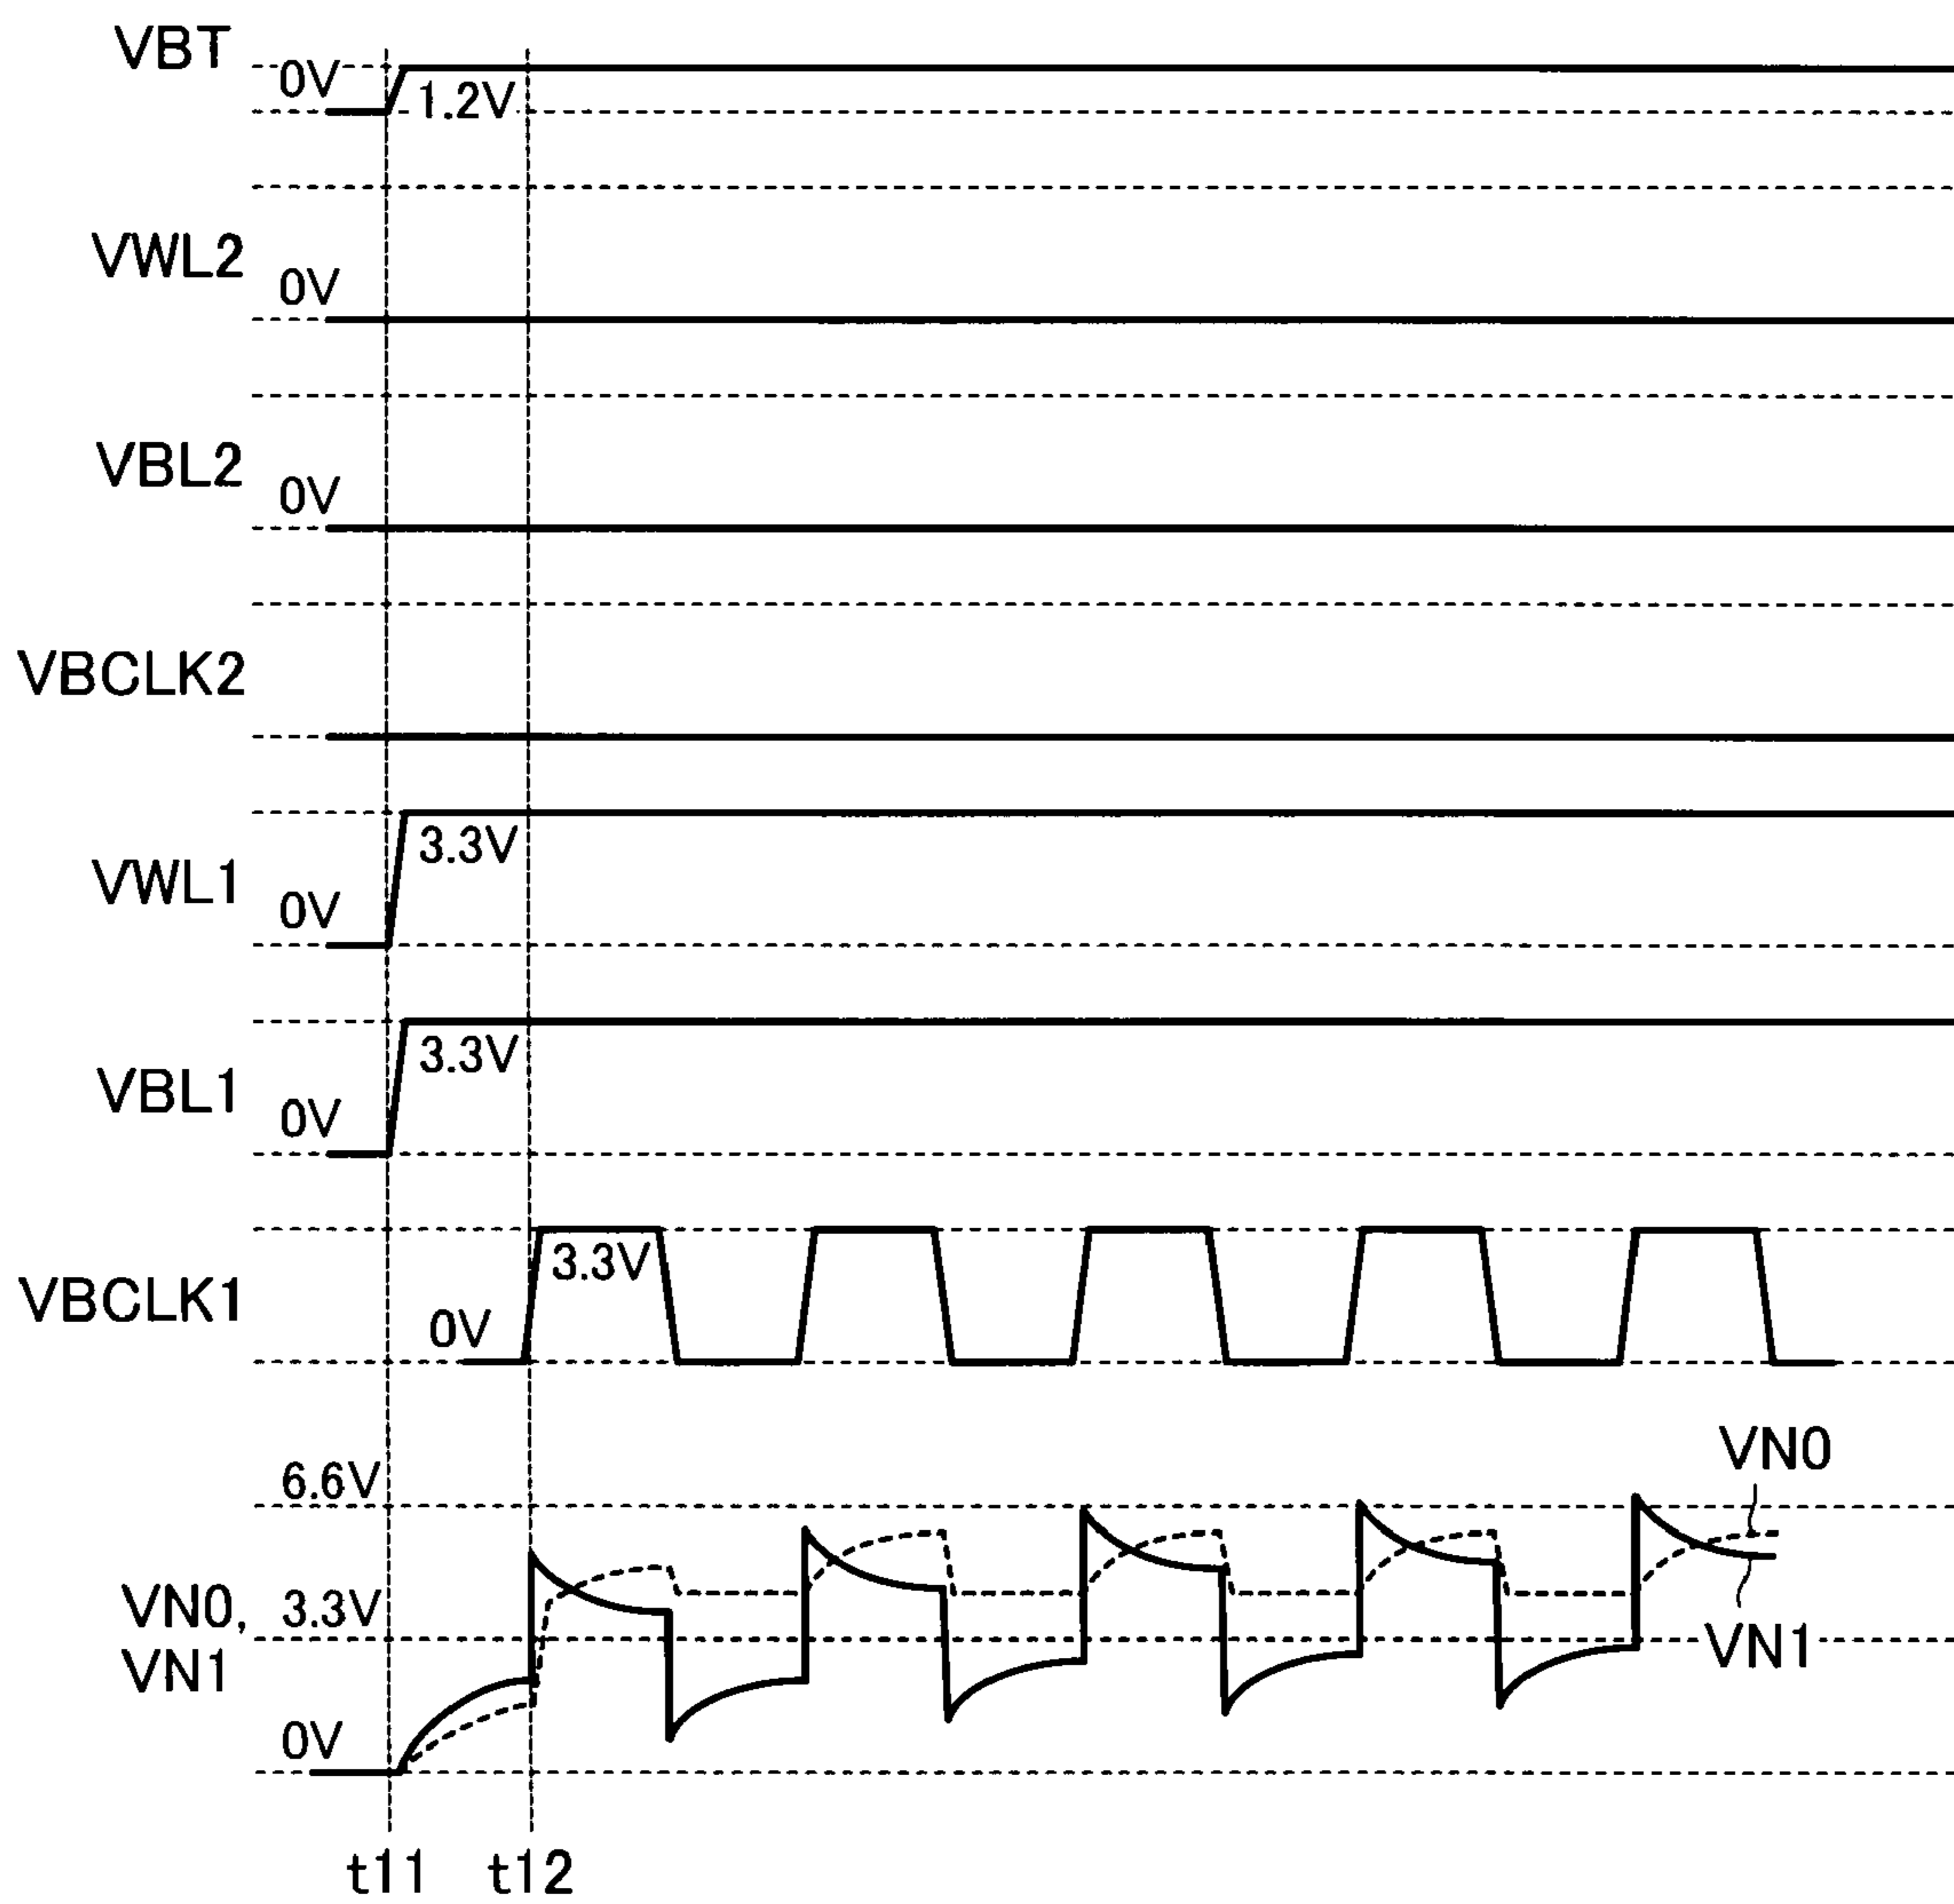 VBT
0V
1.2V
VWL2
0V
VBL2
0V
VBCLK2
VWL1
3.3V
0V
VBL1
3.3V
0V
VBCLK1
3.3V
0V
VN0
6.6V
VN0, 3.3V
VN1
VN1
0V
t11 t12